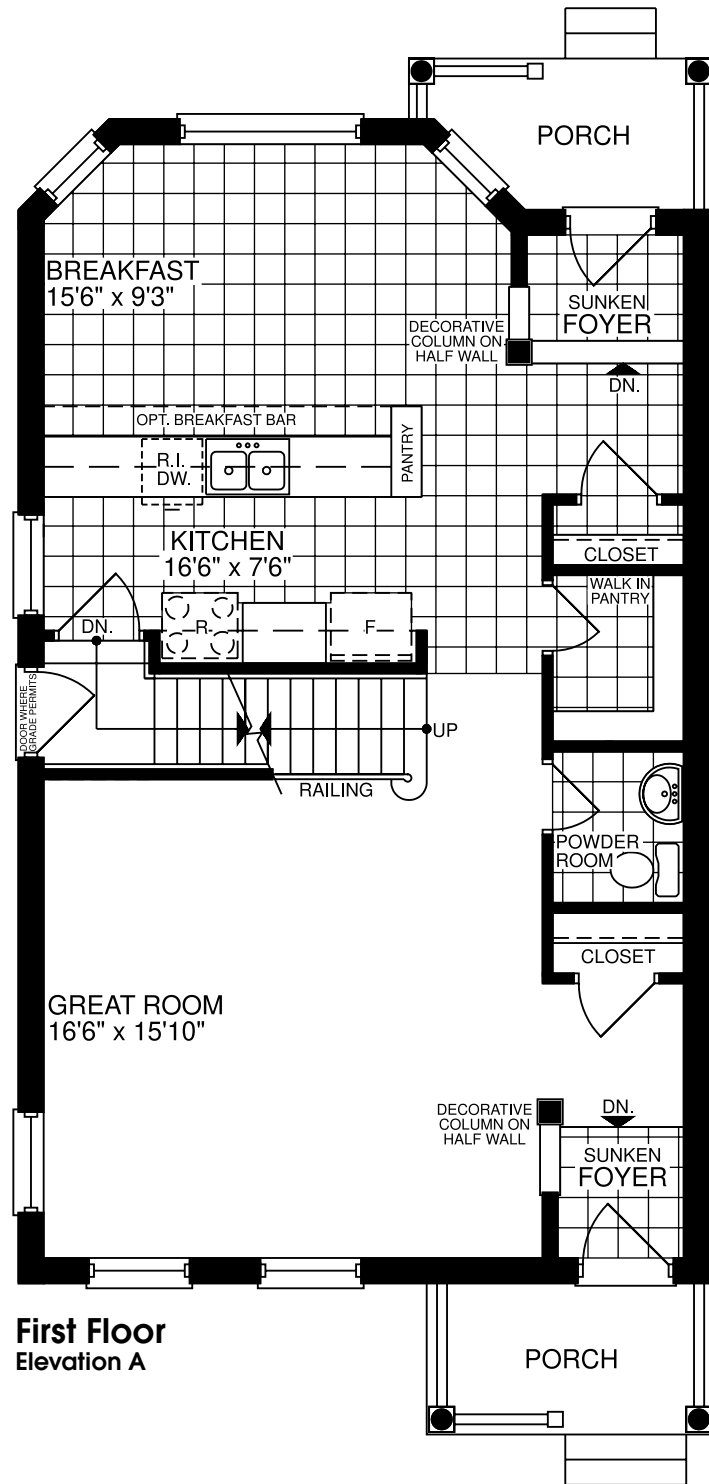 PORCH
BREAKFAST
15'6" x 9'3"
SUNKEN
FOYER
DECORATIVE
COLUMN ON
HALF WALL
DN.
OPT. BREAKFAST BAR
PANTRY
R.I.
DW.
KITCHEN
16'6" x 7'6"
CLOSET
WALK IN
PANTRY
DN.
R.
F.
DOOR WHERE
GRADE PERMITS
UP
RAILING
POWDER
ROOM
CLOSET
GREAT ROOM
16'6" x 15'10"
DECORATIVE
COLUMN ON
HALF WALL
DN.
SUNKEN
FOYER
First Floor
Elevation A
PORCH